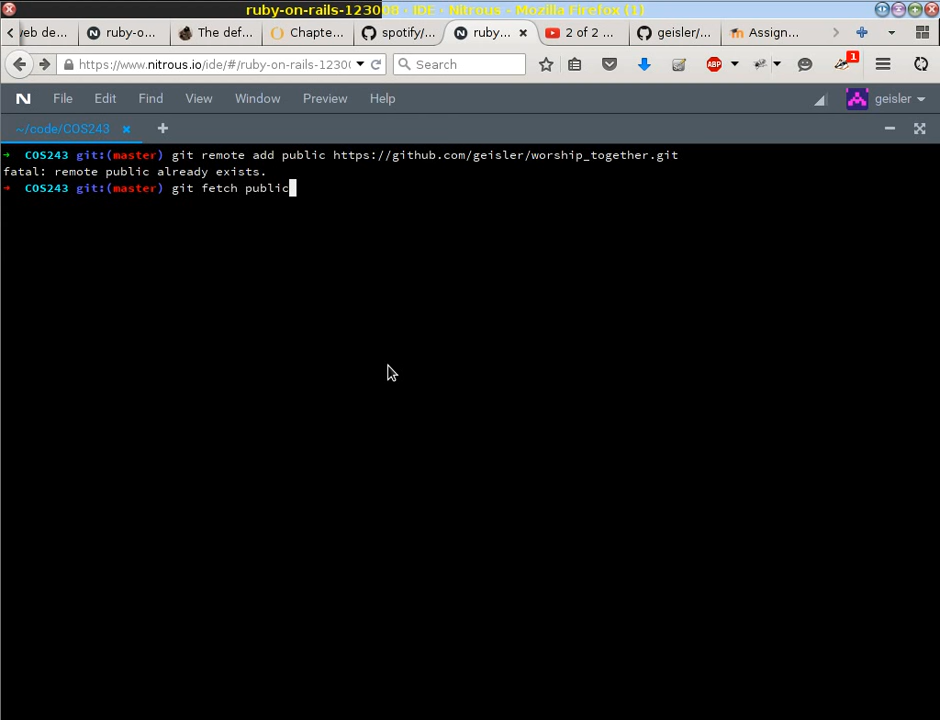 ruby-on-rails-123008 - IDE - Nitrous - Mozilla Firefox (1)
eb de... ruby-o... The def... Chapte... spotify/... ruby... × 2 of 2 ... geisler/... Assign...
https://www.nitrous.io/ide/#/ruby-on-rails-1230 Search ABP 1
N File Edit Find View Window Preview Help geisler
~/code/COS243 × +
→ COS243 git:(master) git remote add public https://github.com/geisler/worship_together.git
fatal: remote public already exists.
→ COS243 git:(master) git fetch public